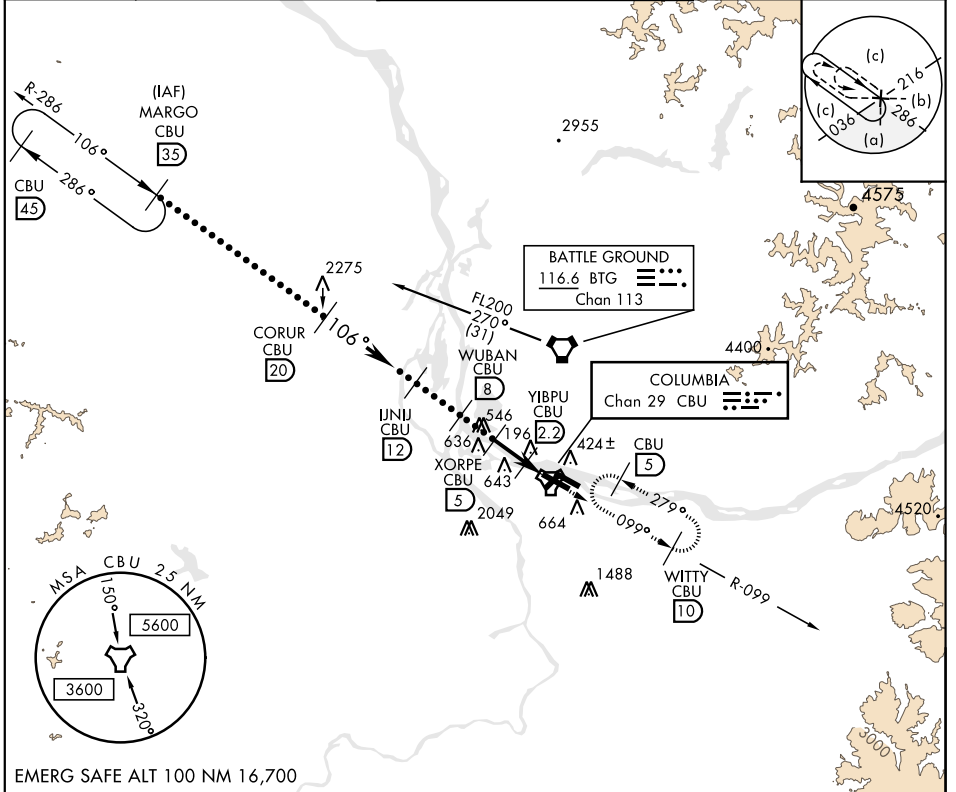 R-286
106°
286°
CBU
45
(IAF)
MARGO
CBU
35
2955
(c)
216
(b)
286
(a)
036
(c)
4575
2275
CORUR
CBU
20
106°
FL200
270°
(31)
BATTLE GROUND
116.6 BTG
Chan 113
4400
COLUMBIA
Chan 29 CBU
WUBAN
CBU
8
IJNIJ
CBU
12
546
636
196
YIBPU
CBU
2.2
424±
CBU
5
XORPE
CBU
5
643
664
2049
279°
099°
4520
WITTY
CBU
10
R-099
1488
MSA CBU 25 NM
150°
5600
3600
320°
3000
EMERG SAFE ALT 100 NM 16,700